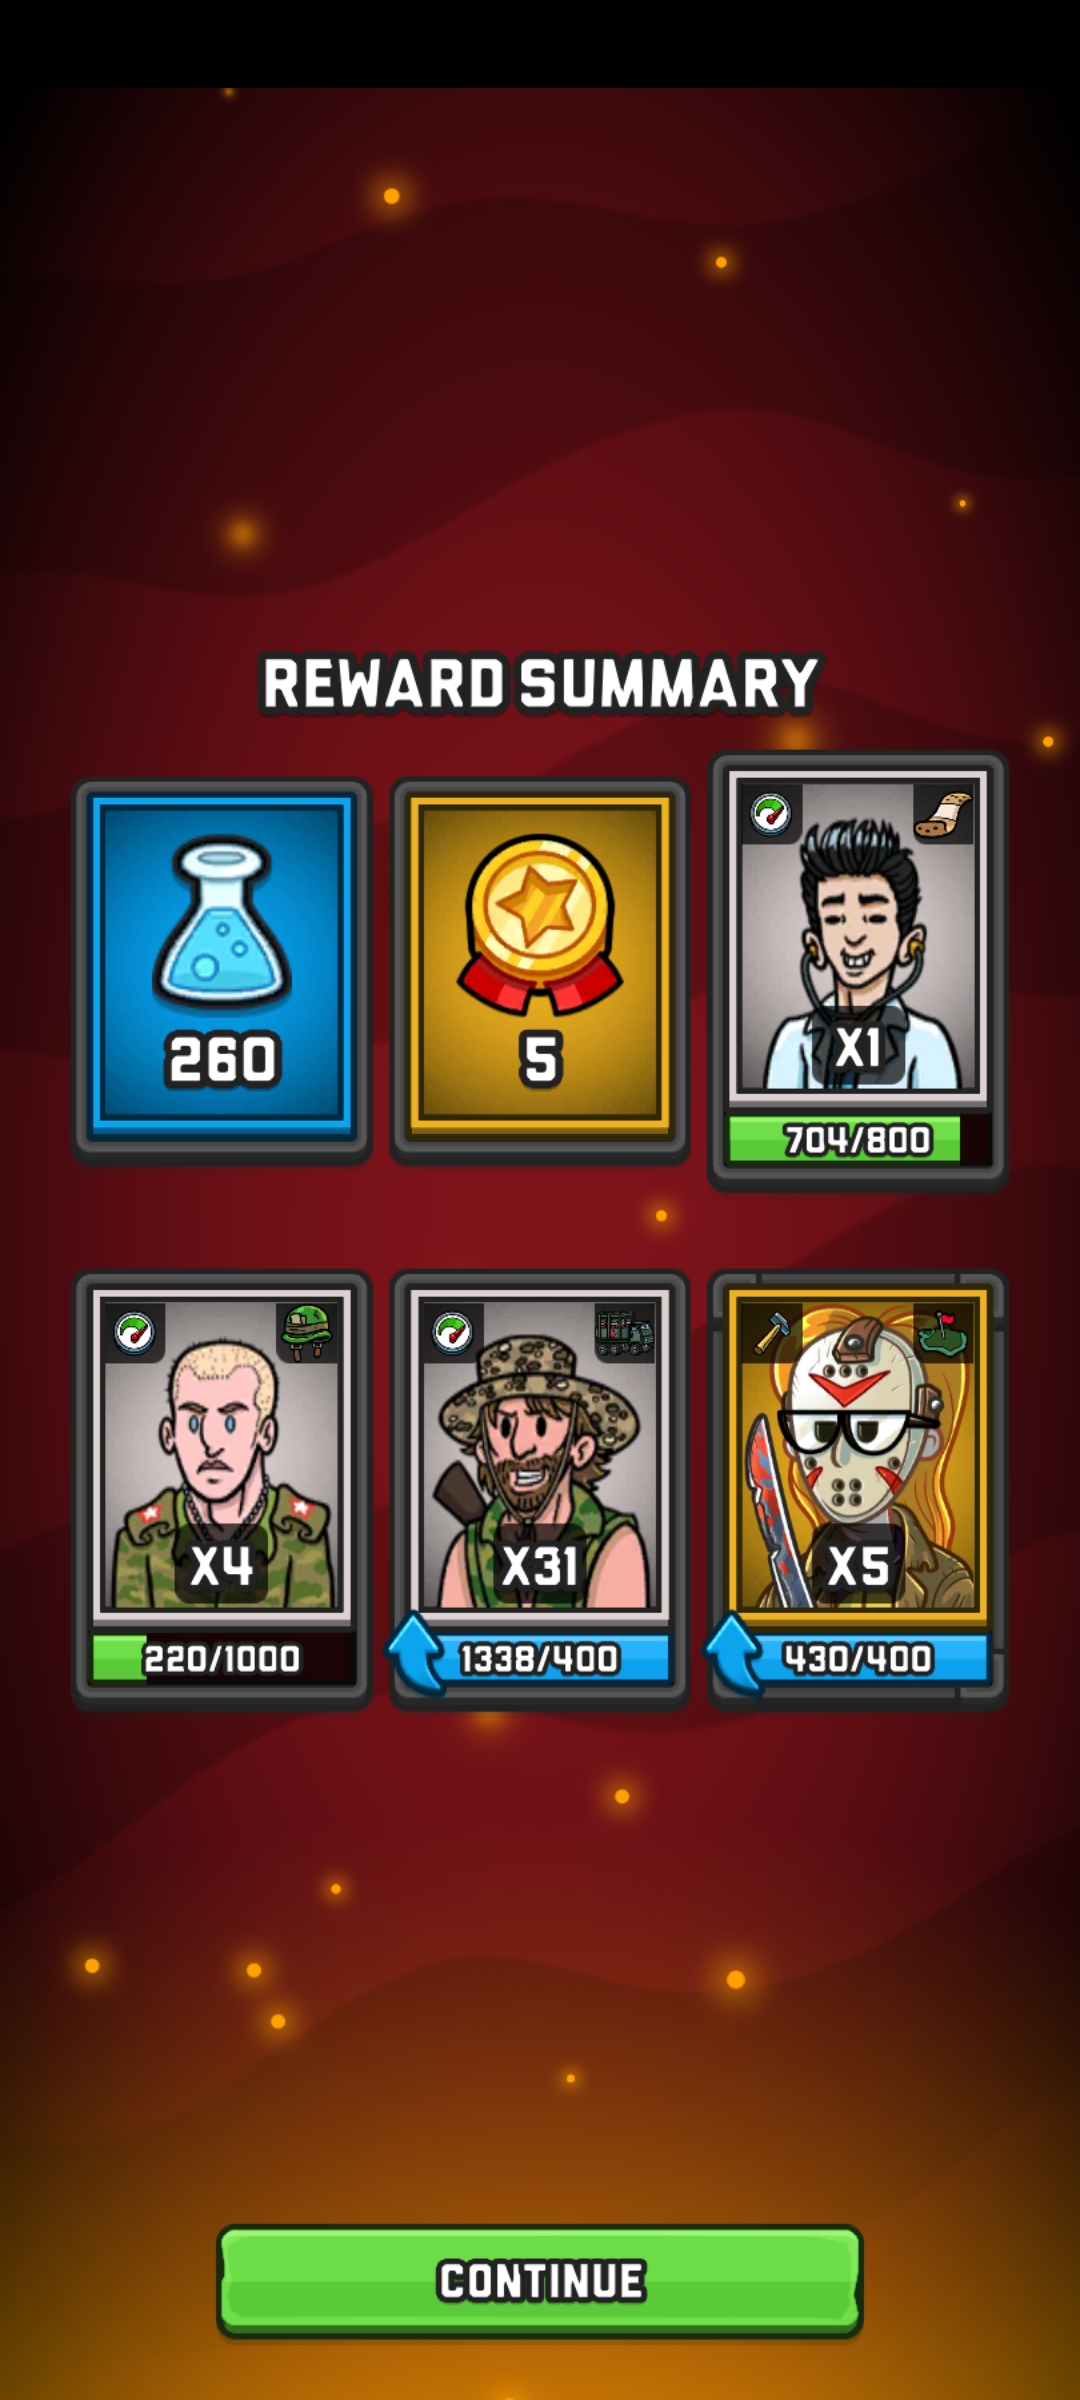 REWARD SUMMARY
260
5
X1
704/800
X4
X31
X5
220/1000
1338/400
430/400
CONTINUE